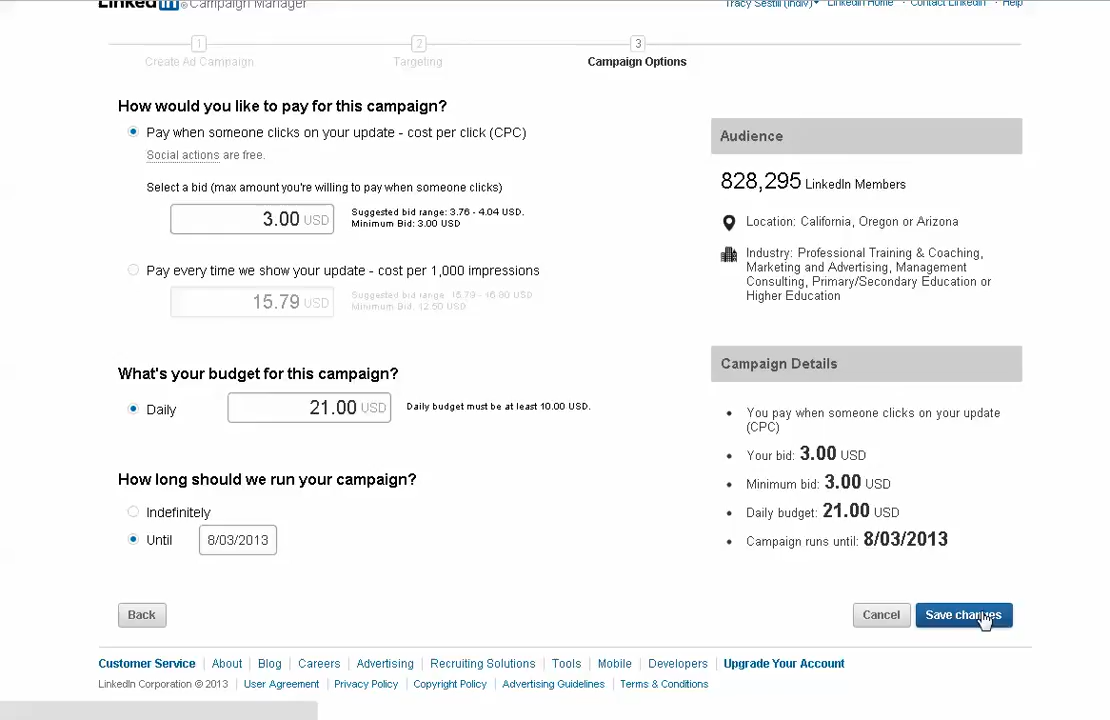 LinkedIn Campaign Manager
Tracy Sestili (Indiv) LinkedIn Home · Contact LinkedIn · Help
1 2 3
Create Ad Campaign Targeting Campaign Options
How would you like to pay for this campaign?
Pay when someone clicks on your update - cost per click (CPC)
Social actions are free.
Select a bid (max amount you're willing to pay when someone clicks)
3.00 USD
Suggested bid range: 3.76 - 4.04 USD.
Minimum Bid: 3.00 USD
Pay every time we show your update - cost per 1,000 impressions
15.79 USD
Suggested bid range: 15.79 - 16.80 USD
Minimum Bid: 12.50 USD
What's your budget for this campaign?
Daily 21.00 USD Daily budget must be at least 10.00 USD.
How long should we run your campaign?
Indefinitely
Until 8/03/2013
Audience
828,295 LinkedIn Members
Location: California, Oregon or Arizona
Industry: Professional Training & Coaching,
Marketing and Advertising, Management
Consulting, Primary/Secondary Education or
Higher Education
Campaign Details
• You pay when someone clicks on your update
(CPC)
• Your bid: 3.00 USD
• Minimum bid: 3.00 USD
• Daily budget: 21.00 USD
• Campaign runs until: 8/03/2013
Back Cancel Save changes
Customer Service | About | Blog | Careers | Advertising | Recruiting Solutions | Tools | Mobile | Developers | Upgrade Your Account
LinkedIn Corporation © 2013 | User Agreement | Privacy Policy | Copyright Policy | Advertising Guidelines | Terms & Conditions